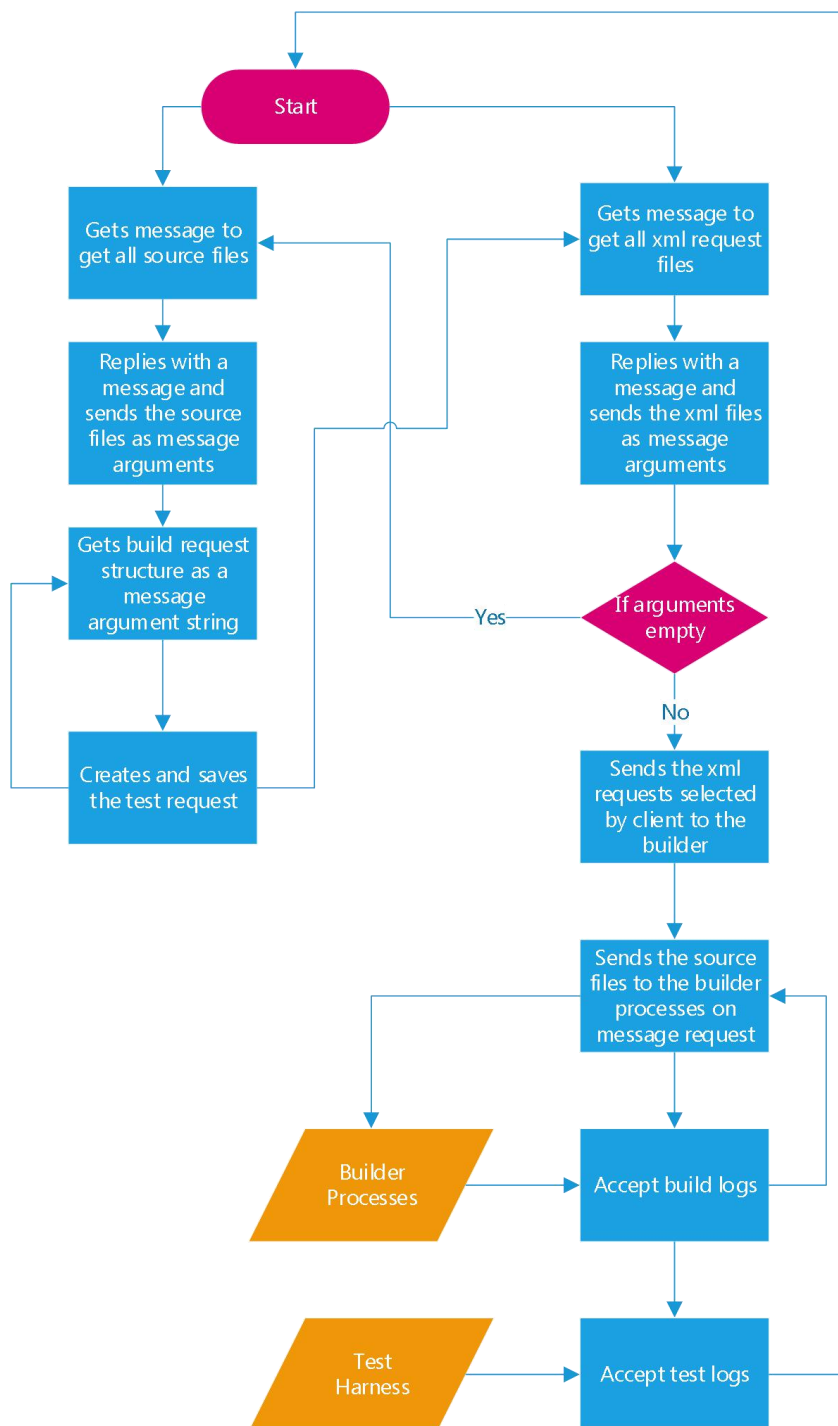 Start
Gets message to
get all source files
Gets message to
get all xml request
files
Replies with a
message and
sends the source
files as message
arguments
Replies with a
message and
sends the xml files
as message
arguments
Gets build request
structure as a
message
argument string
If arguments
empty
Yes
No
Creates and saves
the test request
Sends the xml
requests selected
by client to the
builder
Sends the source
files to the builder
processes on
message request
Builder
Processes
Accept build logs
Test
Harness
Accept test logs